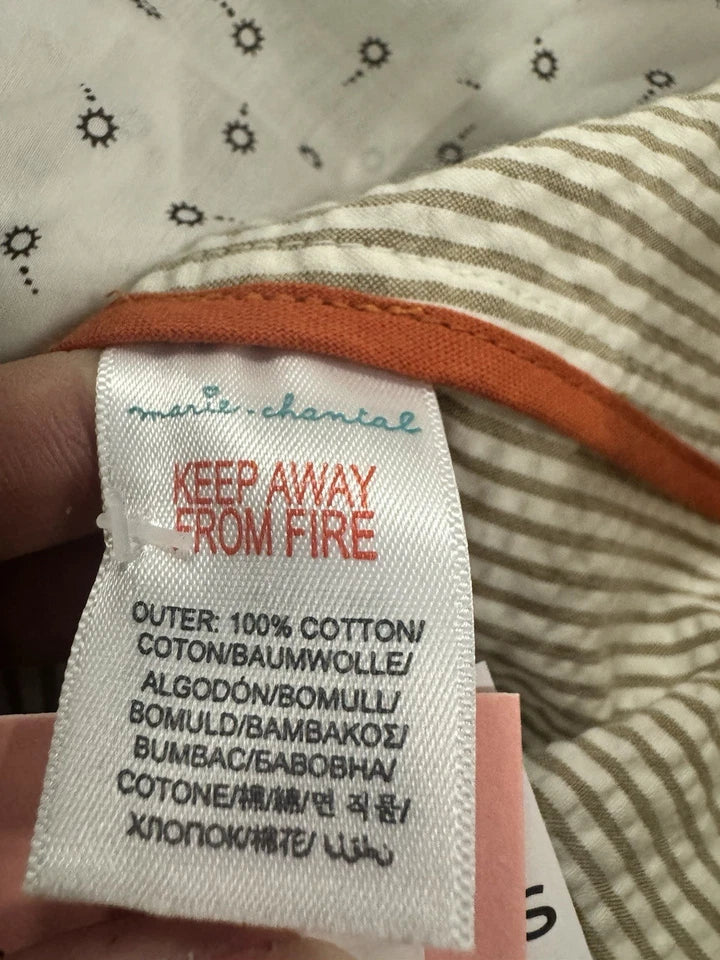 marie-chantal
KEEP AWAY
FROM FIRE
OUTER: 100% COTTON/
COTON/BAUMWOLLE/
ALGODÓN/BOMULL/
BOMULD/ΒΑΜΒΑΚΟΣ/
BUMBAC/БАВОВНА/
COTONE/棉/綿/면 직물/
ХЛОПОК/棉花/
S